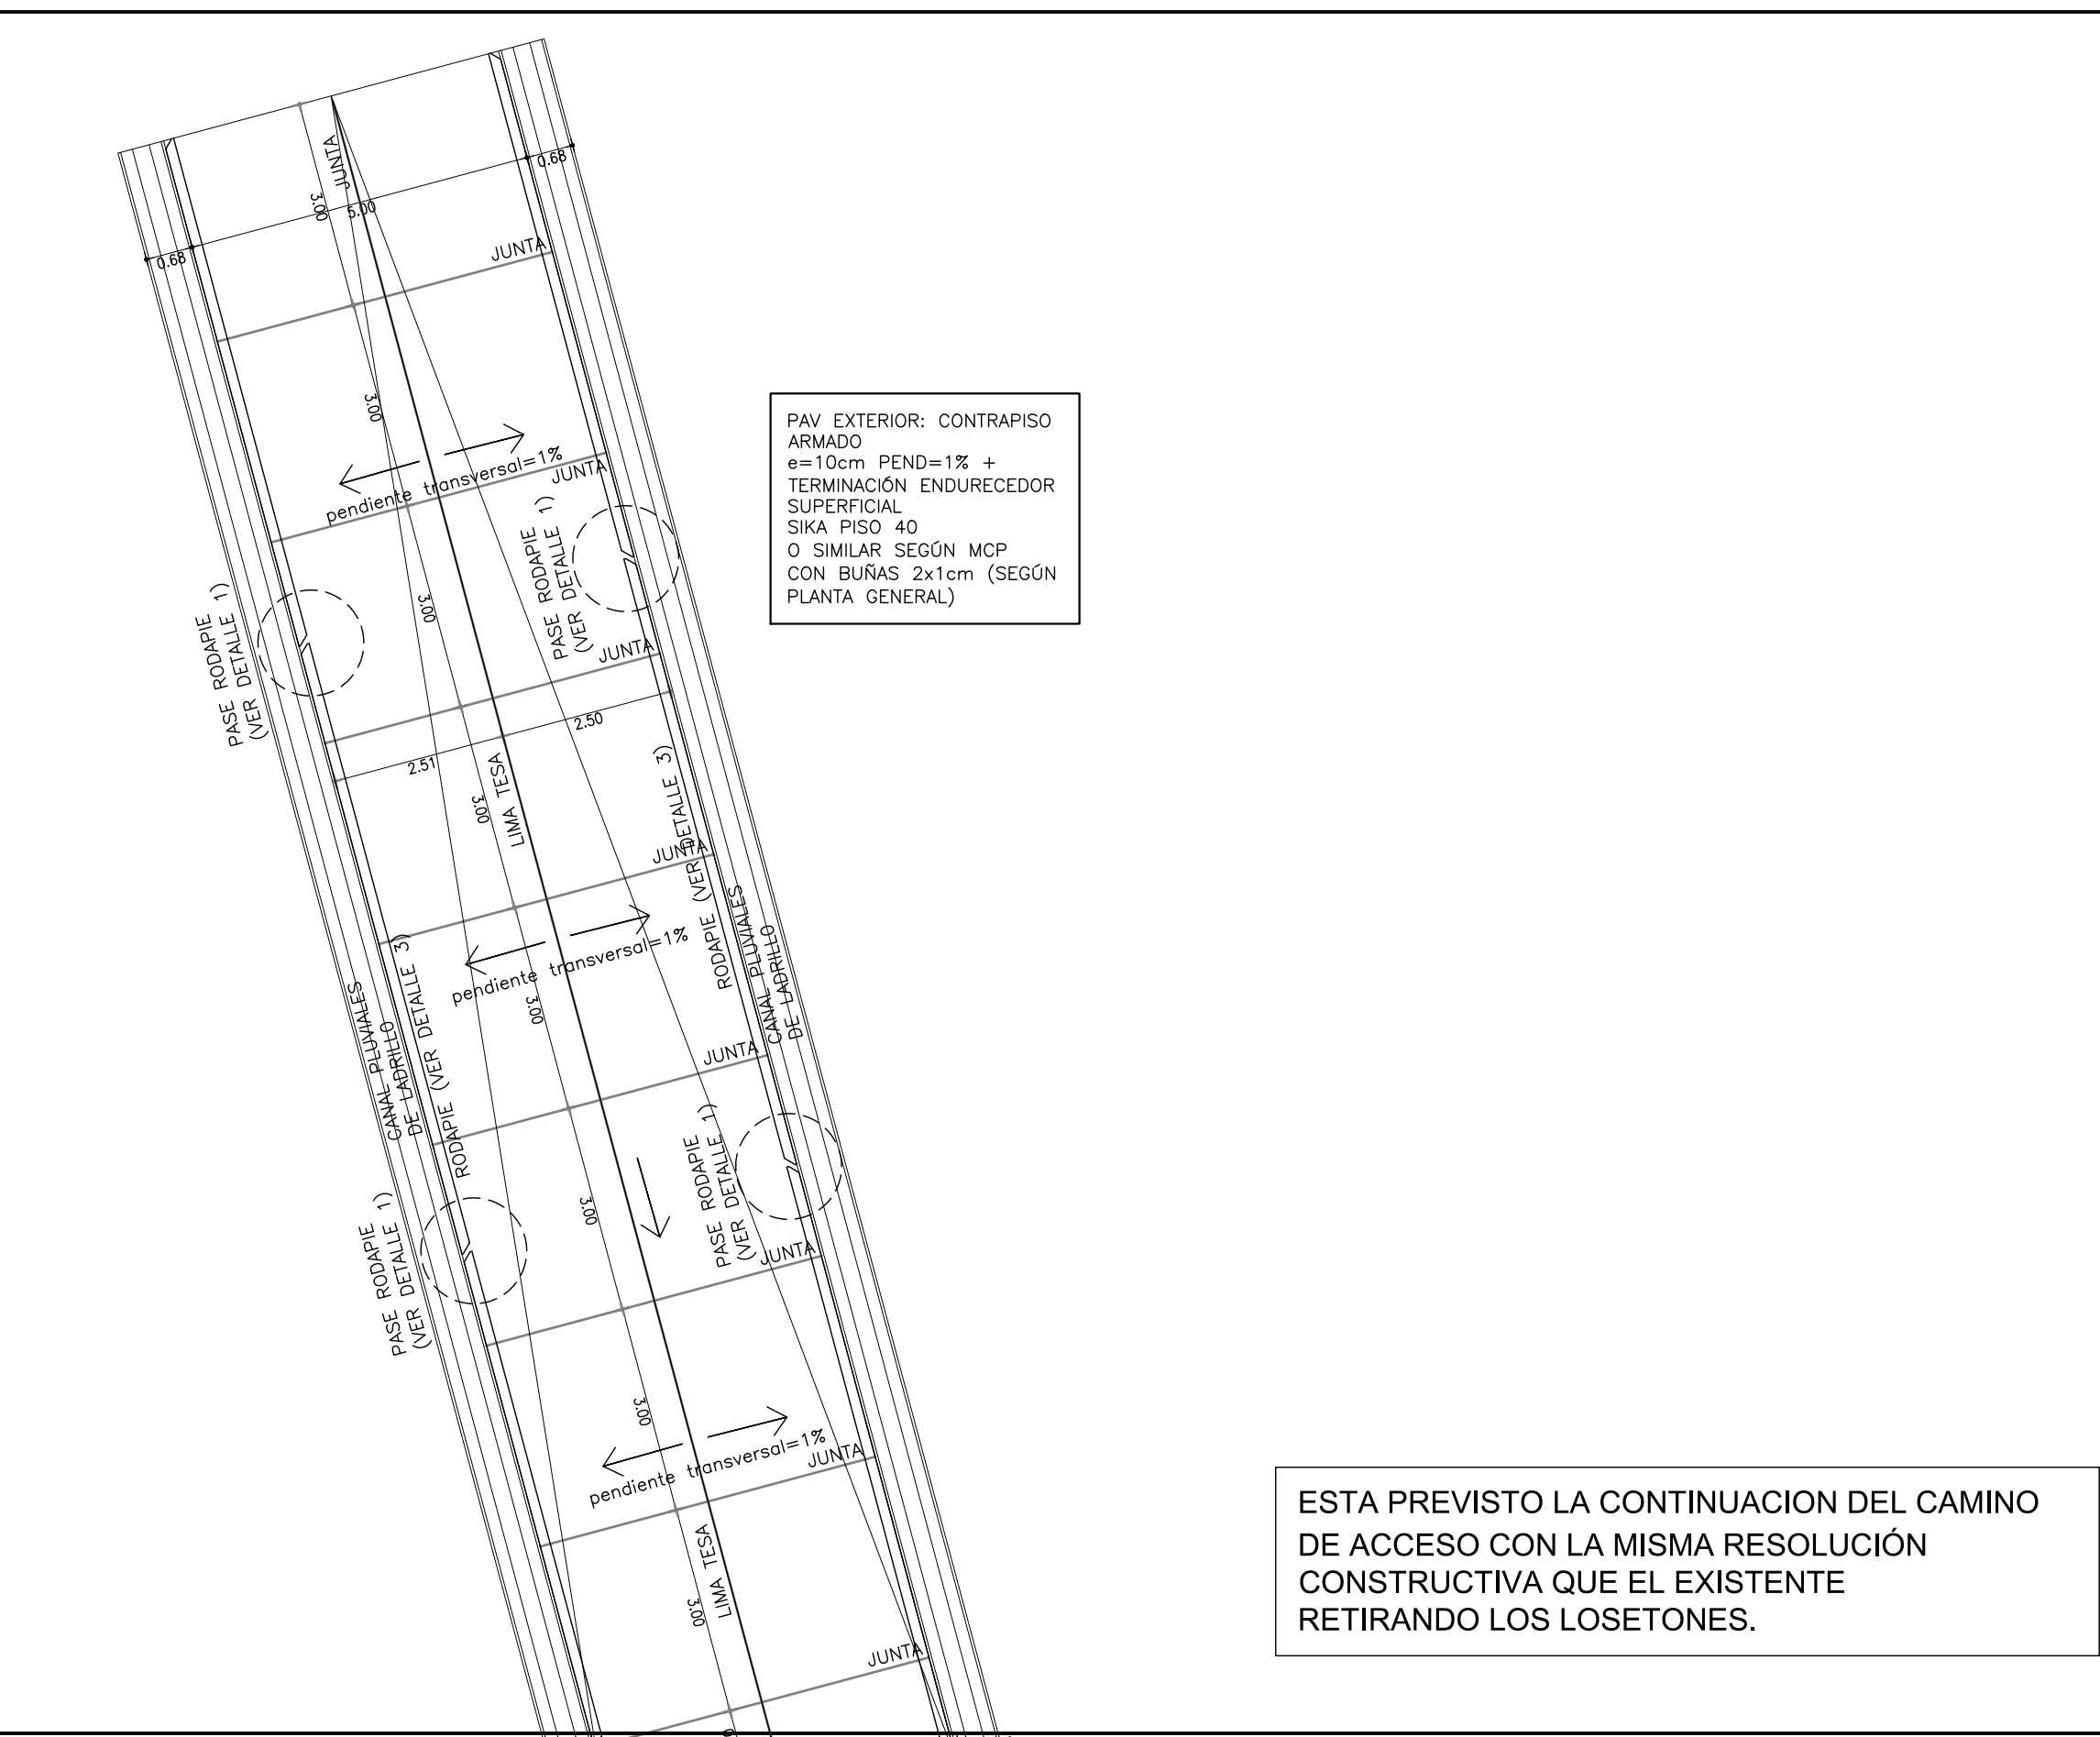 JUNTA
0.68
3.00
5.00
0.68
JUNTA
3.00
pendiente transversal=1%
JUNTA
PAV EXTERIOR: CONTRAPISO
ARMADO
e=10cm PEND=1% +
TERMINACIÓN ENDURECEDOR
SUPERFICIAL
SIKA PISO 40
O SIMILAR SEGÚN MCP
CON BUÑAS 2x1cm (SEGÚN
PLANTA GENERAL)
PASE RODAPIE
(VER DETALLE 1)
3.00
PASE RODAPIE
(VER DETALLE 1)
JUNTA
2.50
2.51
LIMA TESA
3.00
JUNTA
RODAPIE (VER DETALLE 3)
CANAL PLUVIALES
DE LADRILLO
pendiente transversal=1%
3.00
CANAL PLUVIALES
DE LADRILLO
RODAPIE (VER DETALLE 3)
JUNTA
PASE RODAPIE
(VER DETALLE 1)
3.00
PASE RODAPIE
(VER DETALLE 1)
JUNTA
3.00
pendiente transversal=1%
JUNTA
LIMA TESA
3.00
JUNTA
ESTA PREVISTO LA CONTINUACION DEL CAMINO
DE ACCESO CON LA MISMA RESOLUCIÓN
CONSTRUCTIVA QUE EL EXISTENTE
RETIRANDO LOS LOSETONES.